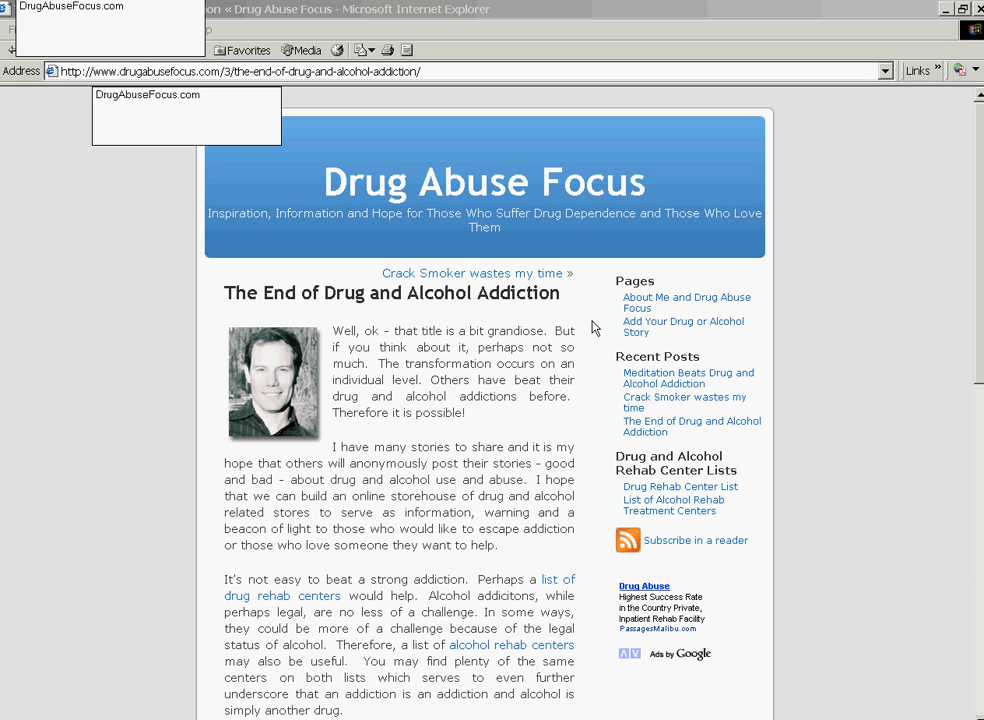 DrugAbuseFocus.com
on « Drug Abuse Focus - Microsoft Internet Explorer
Favorites Media
Address http://www.drugabusefocus.com/3/the-end-of-drug-and-alcohol-addiction/ Links »
DrugAbuseFocus.com
Drug Abuse Focus
Inspiration, Information and Hope for Those Who Suffer Drug Dependence and Those Who Love
Them
Crack Smoker wastes my time »
The End of Drug and Alcohol Addiction
Well, ok - that title is a bit grandiose. But
if you think about it, perhaps not so
much. The transformation occurs on an
individual level. Others have beat their
drug and alcohol addictions before.
Therefore it is possible!
I have many stories to share and it is my
hope that others will anonymously post their stories - good
and bad - about drug and alcohol use and abuse. I hope
that we can build an online storehouse of drug and alcohol
related stores to serve as information, warning and a
beacon of light to those who would like to escape addiction
or those who love someone they want to help.
It's not easy to beat a strong addiction. Perhaps a list of
drug rehab centers would help. Alcohol addicitons, while
perhaps legal, are no less of a challenge. In some ways,
they could be more of a challenge because of the legal
status of alcohol. Therefore, a list of alcohol rehab centers
may also be useful. You may find plenty of the same
centers on both lists which serves to even further
underscore that an addiction is an addiction and alcohol is
simply another drug.
Pages
About Me and Drug Abuse
Focus
Add Your Drug or Alcohol
Story
Recent Posts
Meditation Beats Drug and
Alcohol Addiction
Crack Smoker wastes my
time
The End of Drug and Alcohol
Addiction
Drug and Alcohol
Rehab Center Lists
Drug Rehab Center List
List of Alcohol Rehab
Treatment Centers
Subscribe in a reader
Drug Abuse
Highest Success Rate
in the Country Private,
Inpatient Rehab Facility
PassagesMalibu.com
Ads by Google